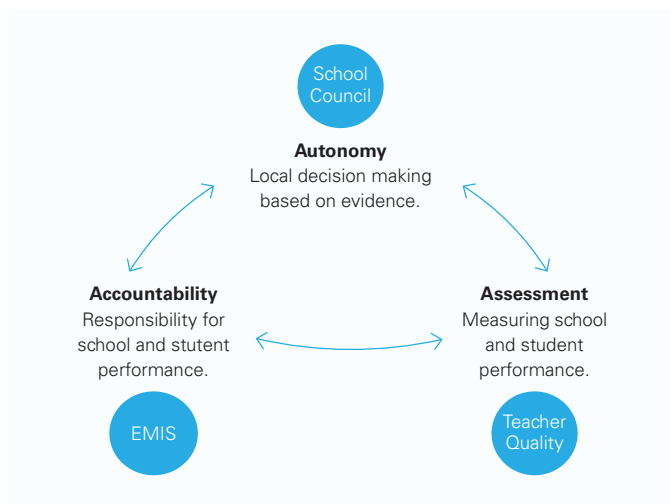 School
Council
Autonomy
Local decision making
based on evidence.
Accountability
Responsibility for
school and stutent
performance.
EMIS
Assessment
Measuring school
and student
performance.
Teacher
Quality